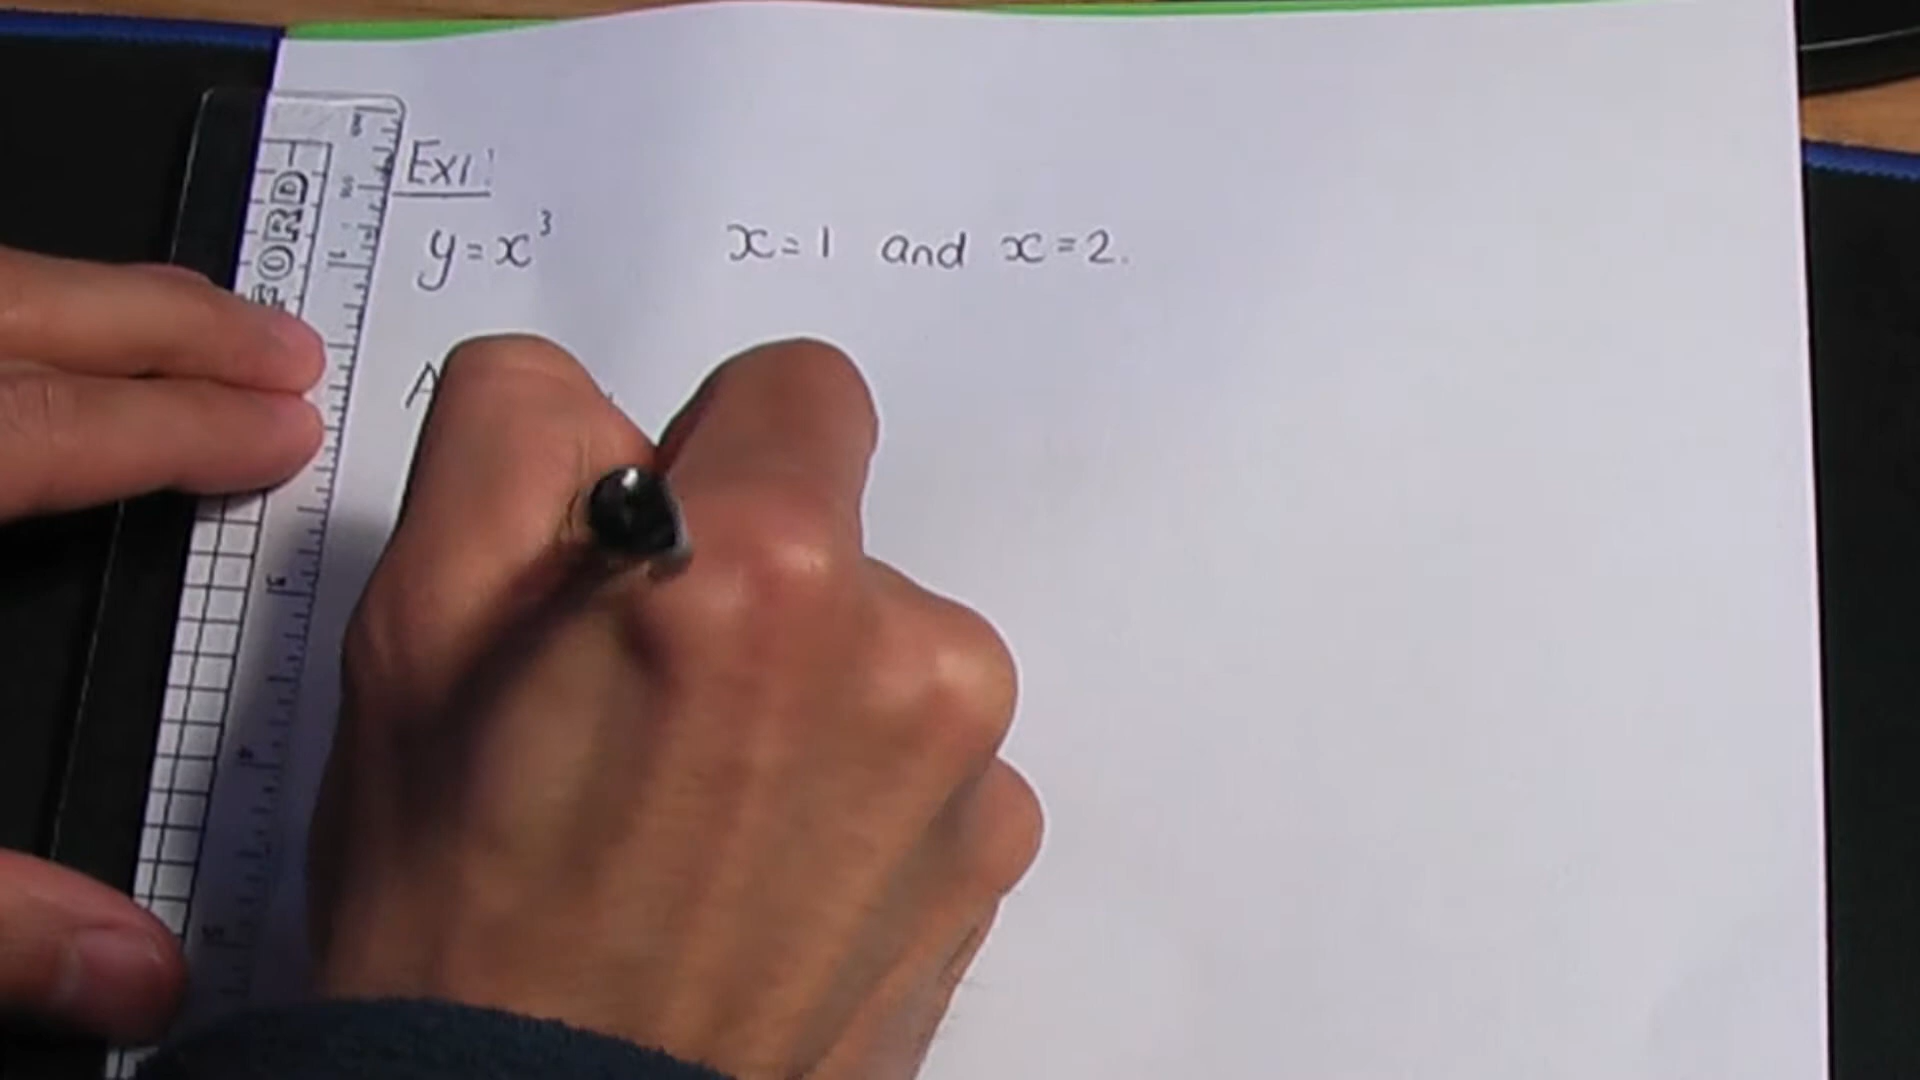 Ex1:
y = x³ x = 1 and x = 2.
A